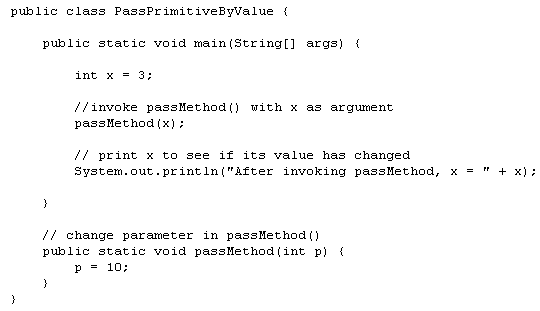 public class PassPrimitiveByValue {
public static void main(String[] args) {
int x = 3;
//invoke passMethod() with x as argument
passMethod(x);
// print x to see if its value has changed
System.out.println("After invoking passMethod, x = " + x);
}
// change parameter in passMethod()
public static void passMethod(int p) {
p = 10;
}
}